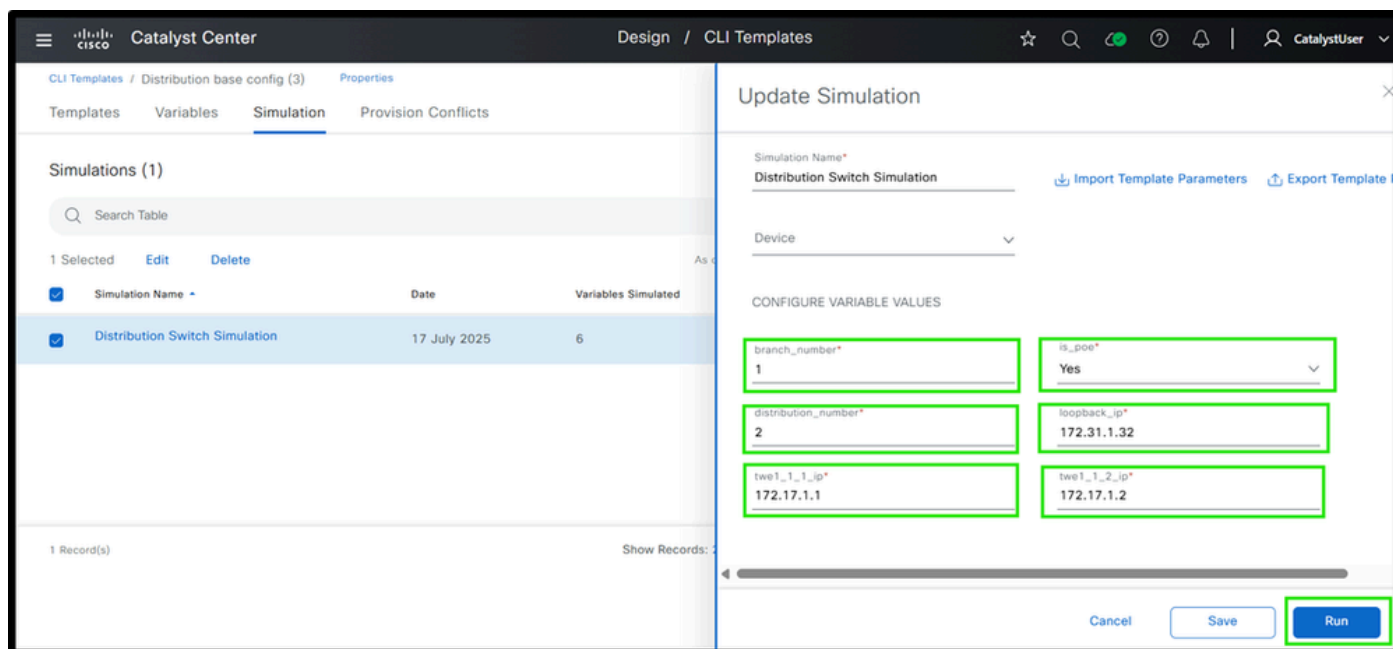 cisco Catalyst Center
Design / CLI Templates
CatalystUser
CLI Templates / Distribution base config (3) Properties
Templates Variables Simulation Provision Conflicts
Simulations (1)
Search Table
1 Selected Edit Delete As
Simulation Name Date Variables Simulated
Distribution Switch Simulation 17 July 2025 6
1 Record(s) Show Records:
Update Simulation
Simulation Name*
Distribution Switch Simulation
Import Template Parameters Export Template
Device
CONFIGURE VARIABLE VALUES
branch_number* is_poe*
1 Yes
distribution_number* loopback_ip*
2 172.31.1.32
twe1_1_1_ip* twe1_1_2_ip*
172.17.1.1 172.17.1.2
Cancel Save Run